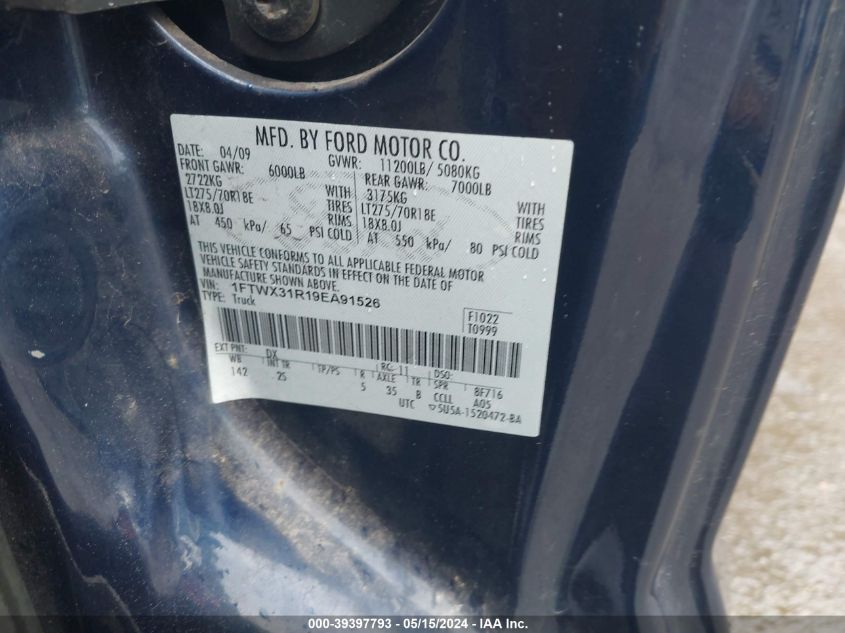 MFD. BY FORD MOTOR CO.
DATE: 04/09 GVWR: 11200LB/ 5080KG
FRONT GAWR: 6000LB REAR GAWR: 7000LB
2722KG WITH 3175KG WITH
LT275/70R18E TIRES LT275/70R18E TIRES
18X8.0J RIMS 18X8.0J RIMS
AT 450 kPa/ 65 PSI COLD AT 550 kPa/ 80 PSI COLD
THIS VEHICLE CONFORMS TO ALL APPLICABLE FEDERAL MOTOR
VEHICLE SAFETY STANDARDS IN EFFECT ON THE DATE OF
MANUFACTURE SHOWN ABOVE.
VIN: 1FTWX31R19EA91526
TYPE: Truck
F1022
T0999
EXT PNT: DX RC: 11 DSO:
WB INT TR TP/PS R AXLE TR SPR 8F716
142 2S 5 35 B CCLL A05
UTC ▽5U5A-1520472-BA
000-39397793 - 05/15/2024 - IAA Inc.